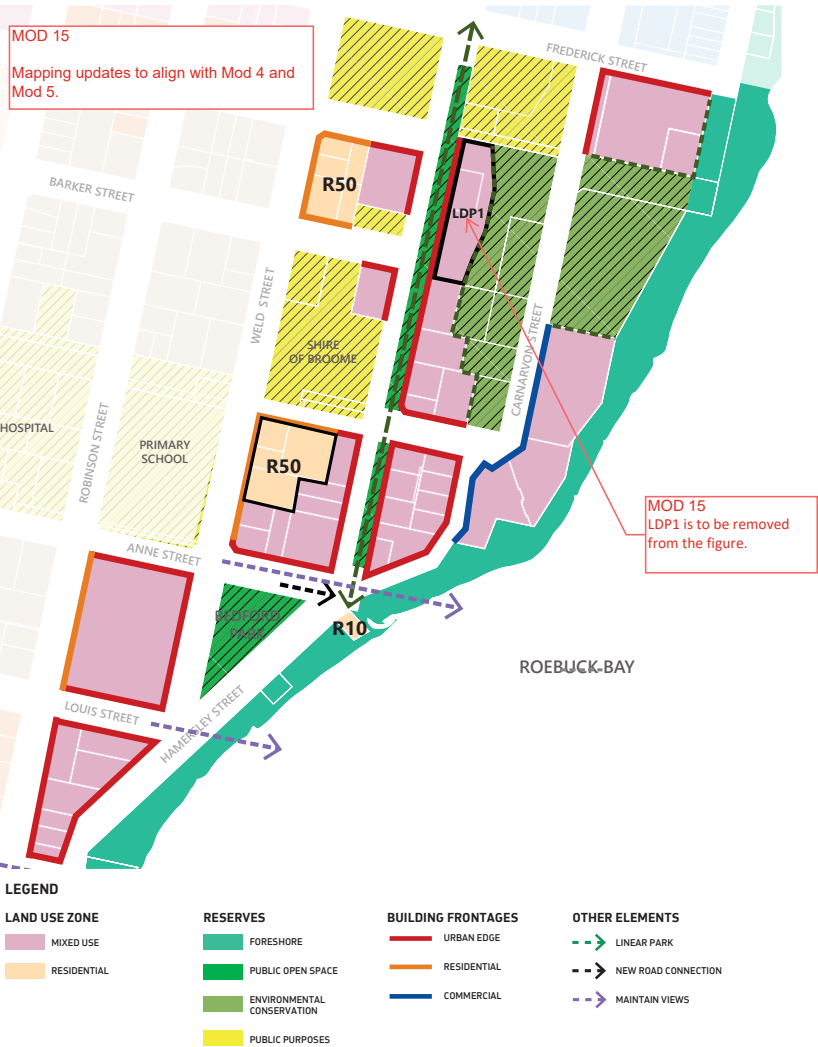 MOD 15
Mapping updates to align with Mod 4 and
Mod 5.
FREDERICK STREET
BARKER STREET
R50
LDP1
WELD STREET
SHIRE
OF BROOME
CARNARVON STREET
HOSPITAL
ROBINSON STREET
PRIMARY
SCHOOL
R50
MOD 15
LDP1 is to be removed
from the figure.
ANNE STREET
BEDFORD
PARK
R10
ROEBUCK BAY
LOUIS STREET
HAMERSLEY STREET
LEGEND
LAND USE ZONE
MIXED USE
RESIDENTIAL
RESERVES
FORESHORE
PUBLIC OPEN SPACE
ENVIRONMENTAL
CONSERVATION
PUBLIC PURPOSES
BUILDING FRONTAGES
URBAN EDGE
RESIDENTIAL
COMMERCIAL
OTHER ELEMENTS
LINEAR PARK
NEW ROAD CONNECTION
MAINTAIN VIEWS